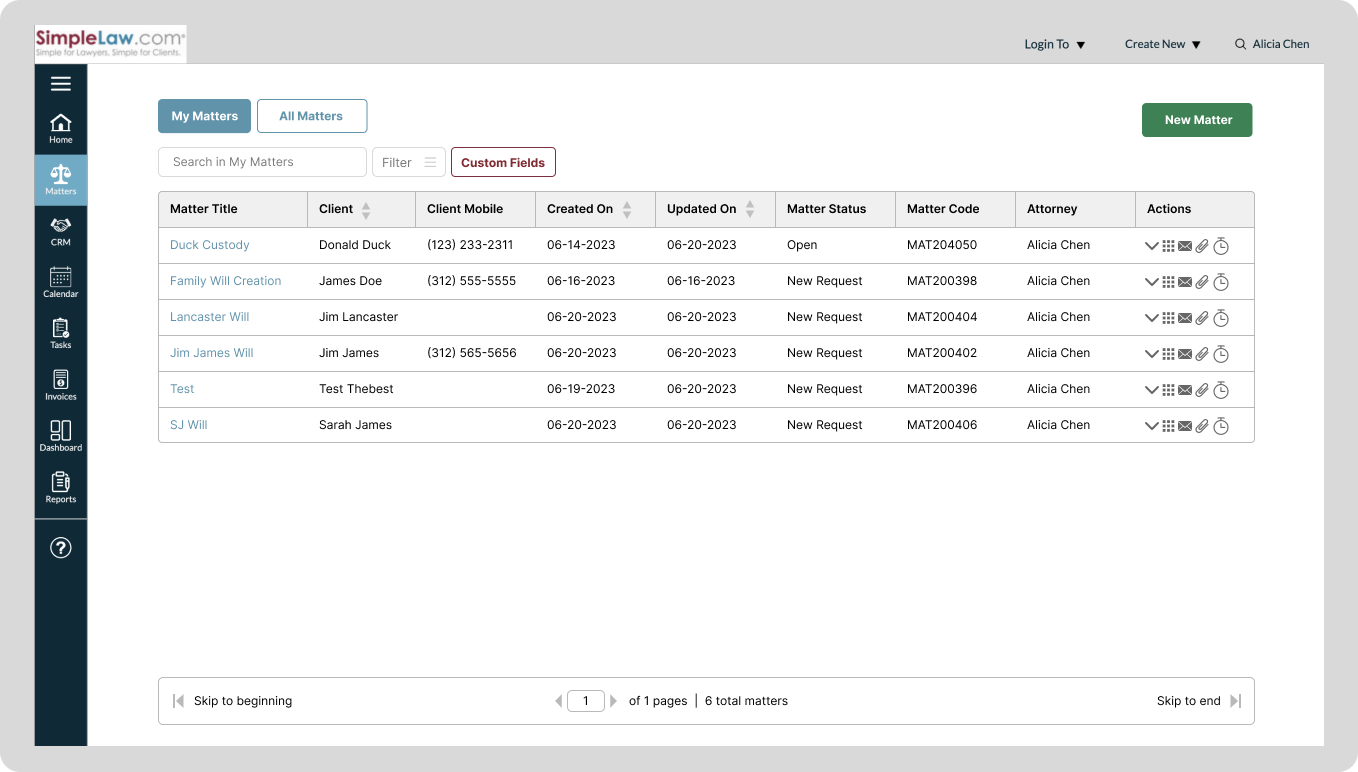 SimpleLaw.com®
Simple for Lawyers. Simple for Clients.
Login To
Create New
Alicia Chen
Home
Matters
CRM
Calendar
Tasks
Invoices
Dashboard
Reports
?
My Matters
All Matters
New Matter
Search in My Matters
Filter
Custom Fields
Matter Title Client Client Mobile Created On Updated On Matter Status Matter Code Attorney Actions
Duck Custody Donald Duck (123) 233-2311 06-14-2023 06-20-2023 Open MAT204050 Alicia Chen
Family Will Creation James Doe (312) 555-5555 06-16-2023 06-16-2023 New Request MAT200398 Alicia Chen
Lancaster Will Jim Lancaster 06-20-2023 06-20-2023 New Request MAT200404 Alicia Chen
Jim James Will Jim James (312) 565-5656 06-20-2023 06-20-2023 New Request MAT200402 Alicia Chen
Test Test Thebest 06-19-2023 06-20-2023 New Request MAT200396 Alicia Chen
SJ Will Sarah James 06-20-2023 06-20-2023 New Request MAT200406 Alicia Chen
Skip to beginning
1 of 1 pages | 6 total matters
Skip to end